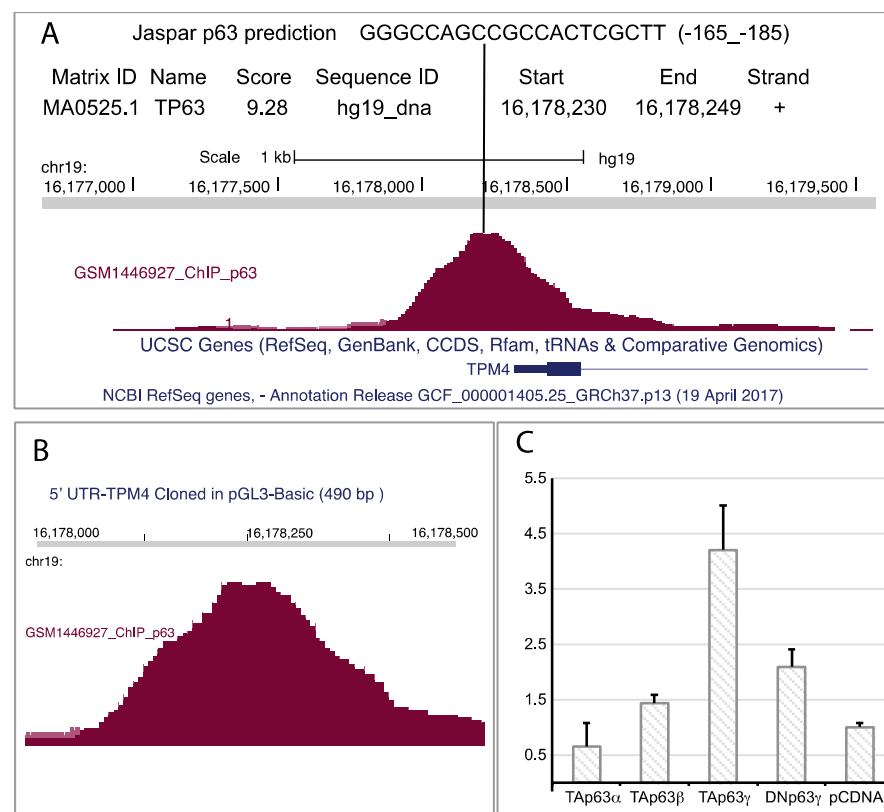 A
Jaspar p63 prediction GGGCCAGCCGCCACTCGCTT (-165_-185)
Matrix ID Name Score Sequence ID Start End Strand
MA0525.1 TP63 9.28 hg19_dna 16,178,230 16,178,249 +
Scale 1 kb hg19
chr19:
16,177,000 16,177,500 16,178,000 16,178,500 16,179,000 16,179,500
GSM1446927_ChIP_p63
1
UCSC Genes (RefSeq, GenBank, CCDS, Rfam, tRNAs & Comparative Genomics)
TPM4
NCBI RefSeq genes, - Annotation Release GCF_000001405.25_GRCh37.p13 (19 April 2017)
B
5' UTR-TPM4 Cloned in pGL3-Basic (490 bp )
16,178,000 16,178,250 16,178,500
chr19:
GSM1446927_ChIP_p63
C
5.5
4.5
3.5
2.5
1.5
0.5
TAp63α TAp63β TAp63γ DNp63γ pCDNA